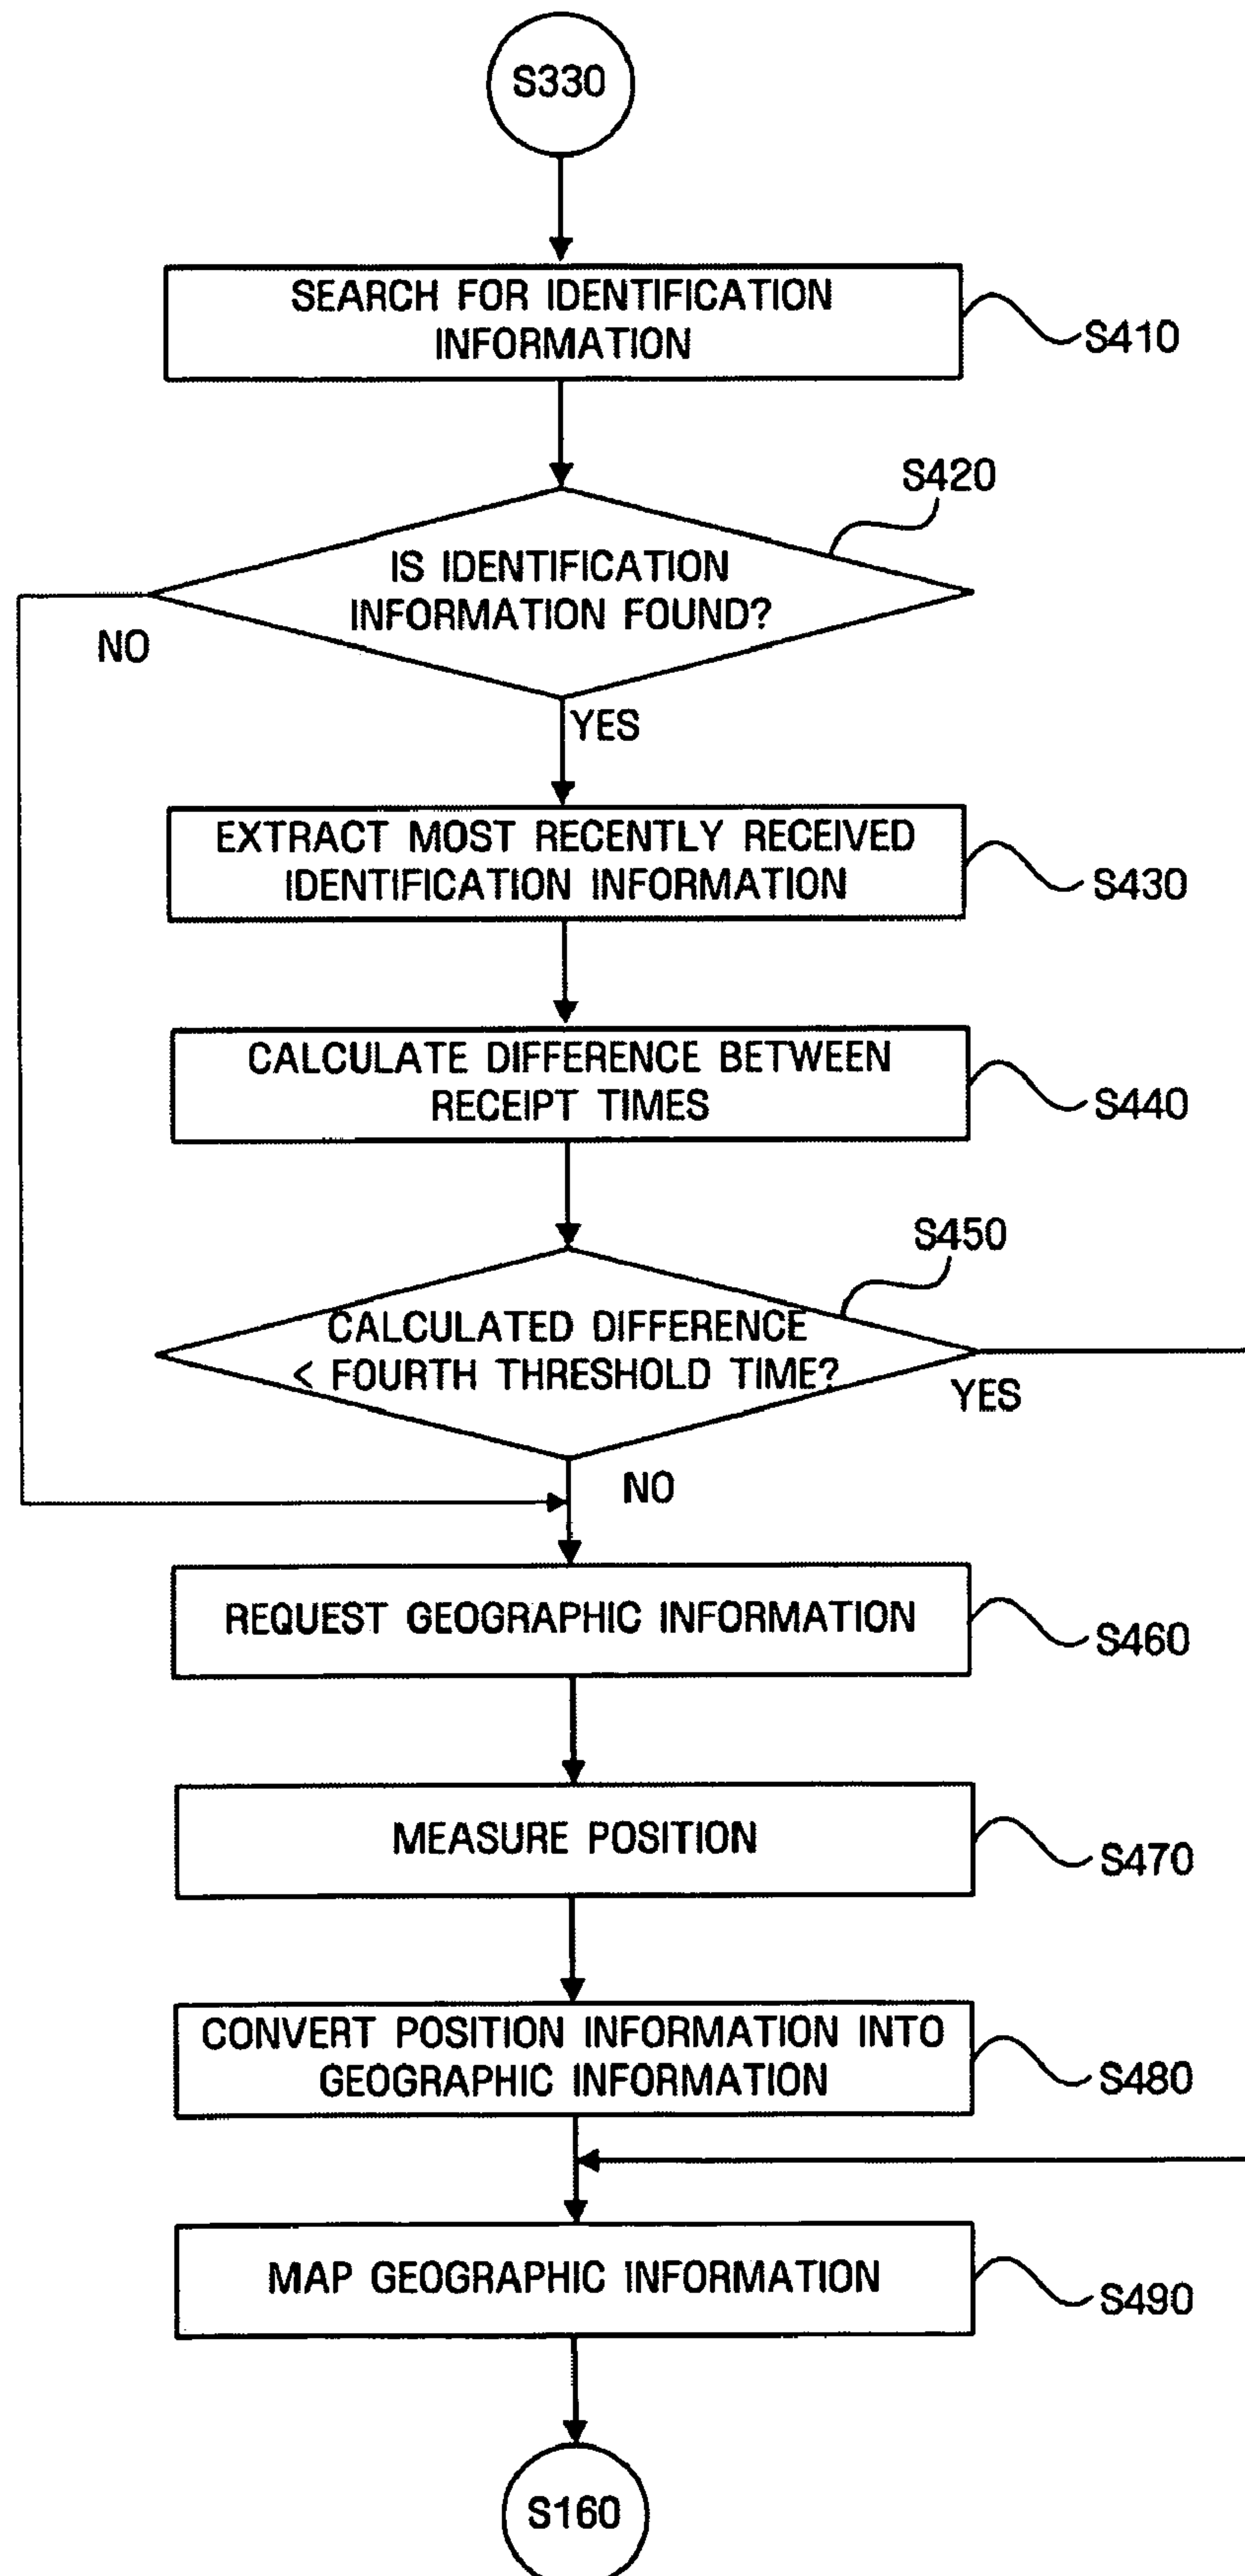 S330
SEARCH FOR IDENTIFICATION
INFORMATION
S410
S420
IS IDENTIFICATION
INFORMATION FOUND?
NO
YES
EXTRACT MOST RECENTLY RECEIVED
IDENTIFICATION INFORMATION
S430
CALCULATE DIFFERENCE BETWEEN
RECEIPT TIMES
S440
S450
CALCULATED DIFFERENCE
< FOURTH THRESHOLD TIME?
YES
NO
REQUEST GEOGRAPHIC INFORMATION
S460
MEASURE POSITION
S470
CONVERT POSITION INFORMATION INTO
GEOGRAPHIC INFORMATION
S480
MAP GEOGRAPHIC INFORMATION
S490
S160